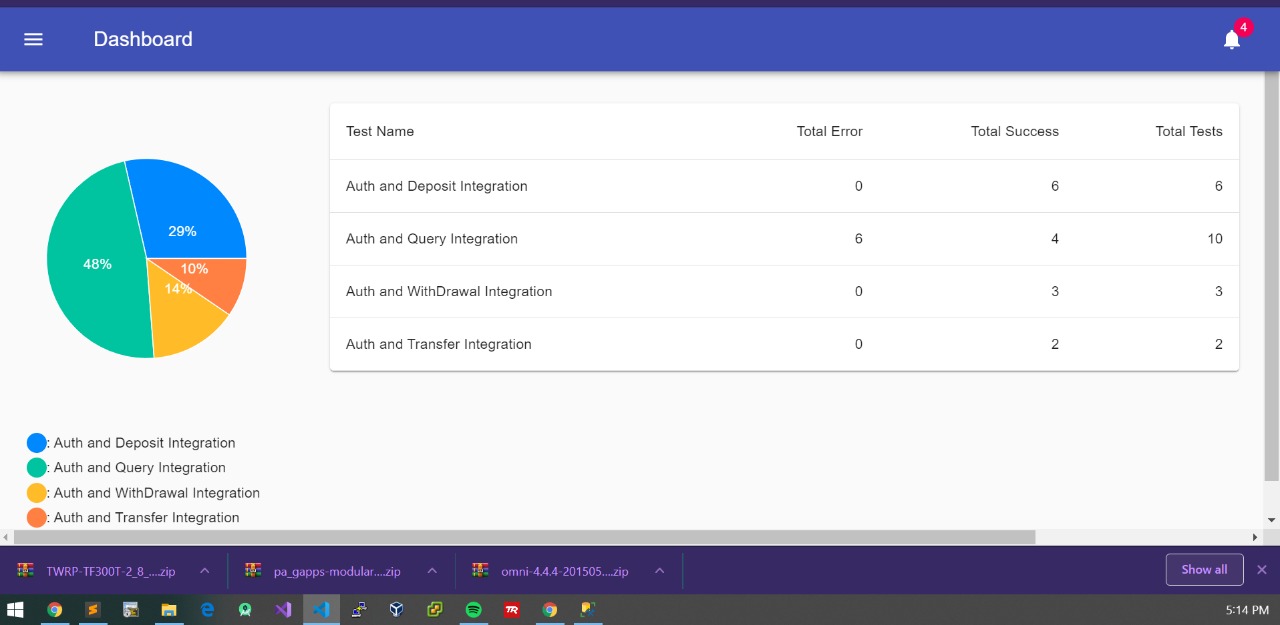 Dashboard
4
Test Name Total Error Total Success Total Tests
Auth and Deposit Integration 0 6 6
Auth and Query Integration 6 4 10
Auth and WithDrawal Integration 0 3 3
Auth and Transfer Integration 0 2 2
29%
48%
10%
14%
: Auth and Deposit Integration
: Auth and Query Integration
: Auth and WithDrawal Integration
: Auth and Transfer Integration
TWRP-TF300T-2_8_....zip pa_gapps-modular....zip omni-4.4.4-201505....zip Show all
TR
5:14 PM